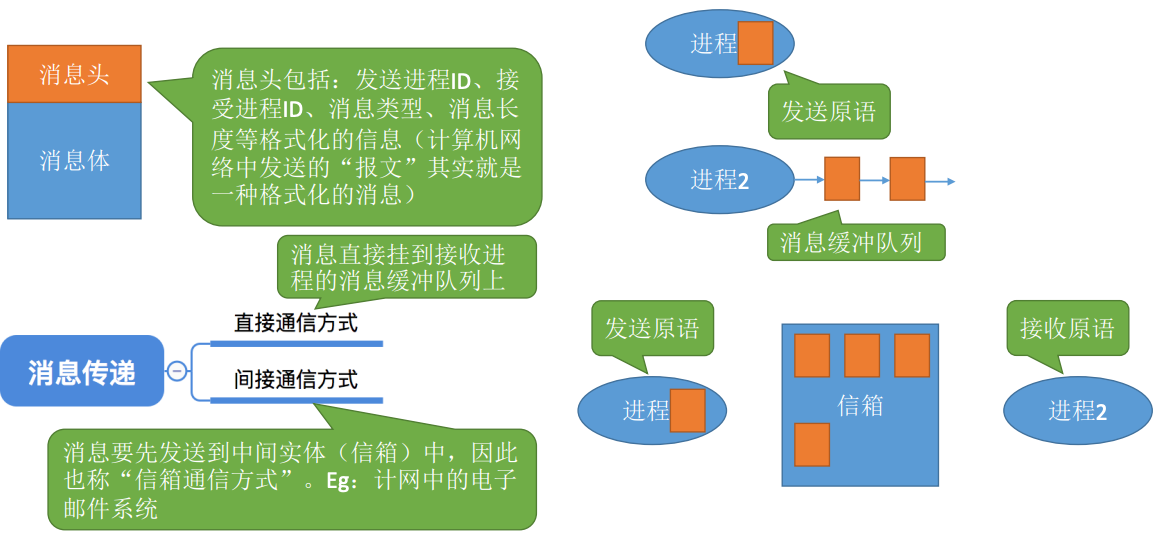 消息头
消息体
消息头包括：发送进程ID、接
受进程ID、消息类型、消息长
度等格式化的信息（计算机网
络中发送的“报文”其实就是
一种格式化的消息）
进程
发送原语
进程2
消息缓冲队列
消息直接挂到接收进
程的消息缓冲队列上
直接通信方式
消息传递
间接通信方式
消息要先发送到中间实体（信箱）中，因此
也称“信箱通信方式”。Eg：计网中的电子
邮件系统
发送原语
进程
信箱
接收原语
进程2